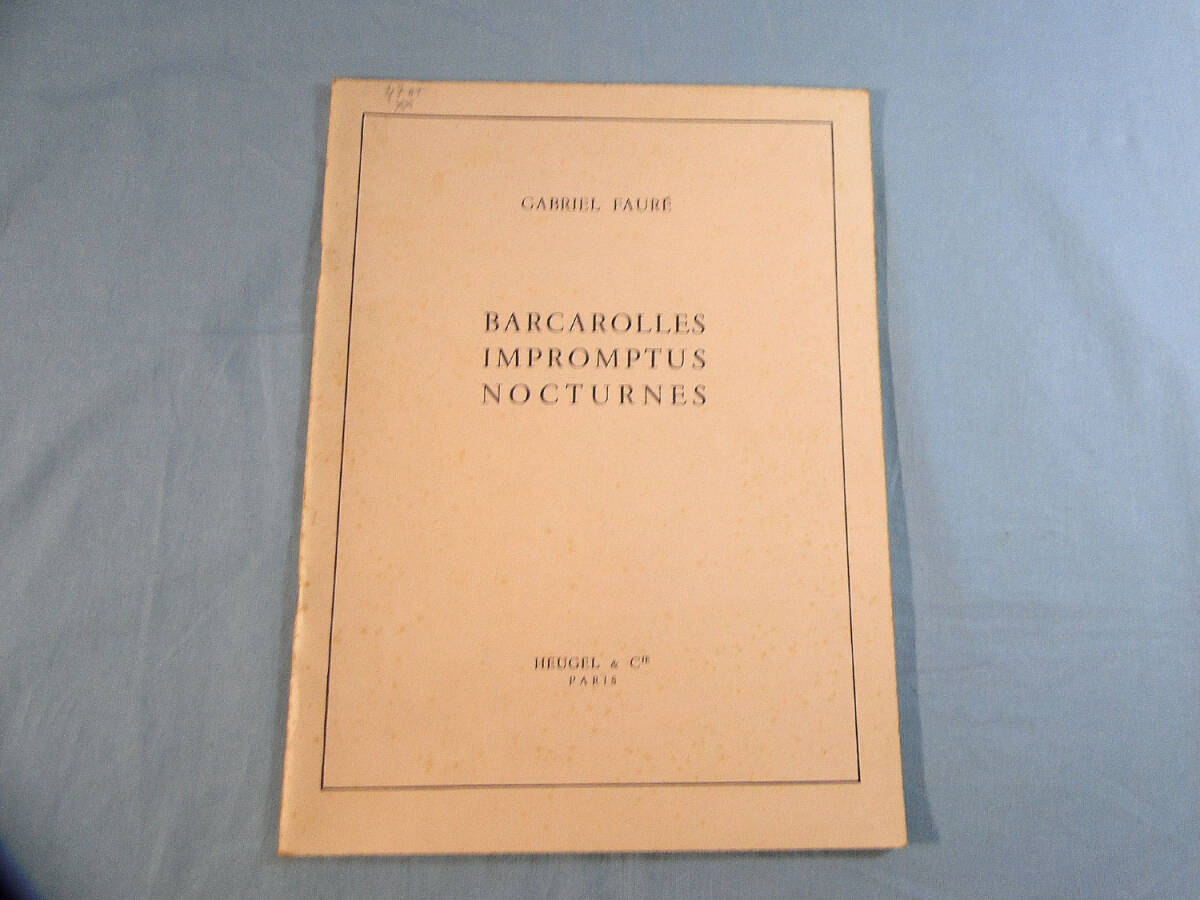 GABRIEL FAURÉ
BARCAROLLES
IMPROMPTUS
NOCTURNES
HEUGEL & Cie
PARIS